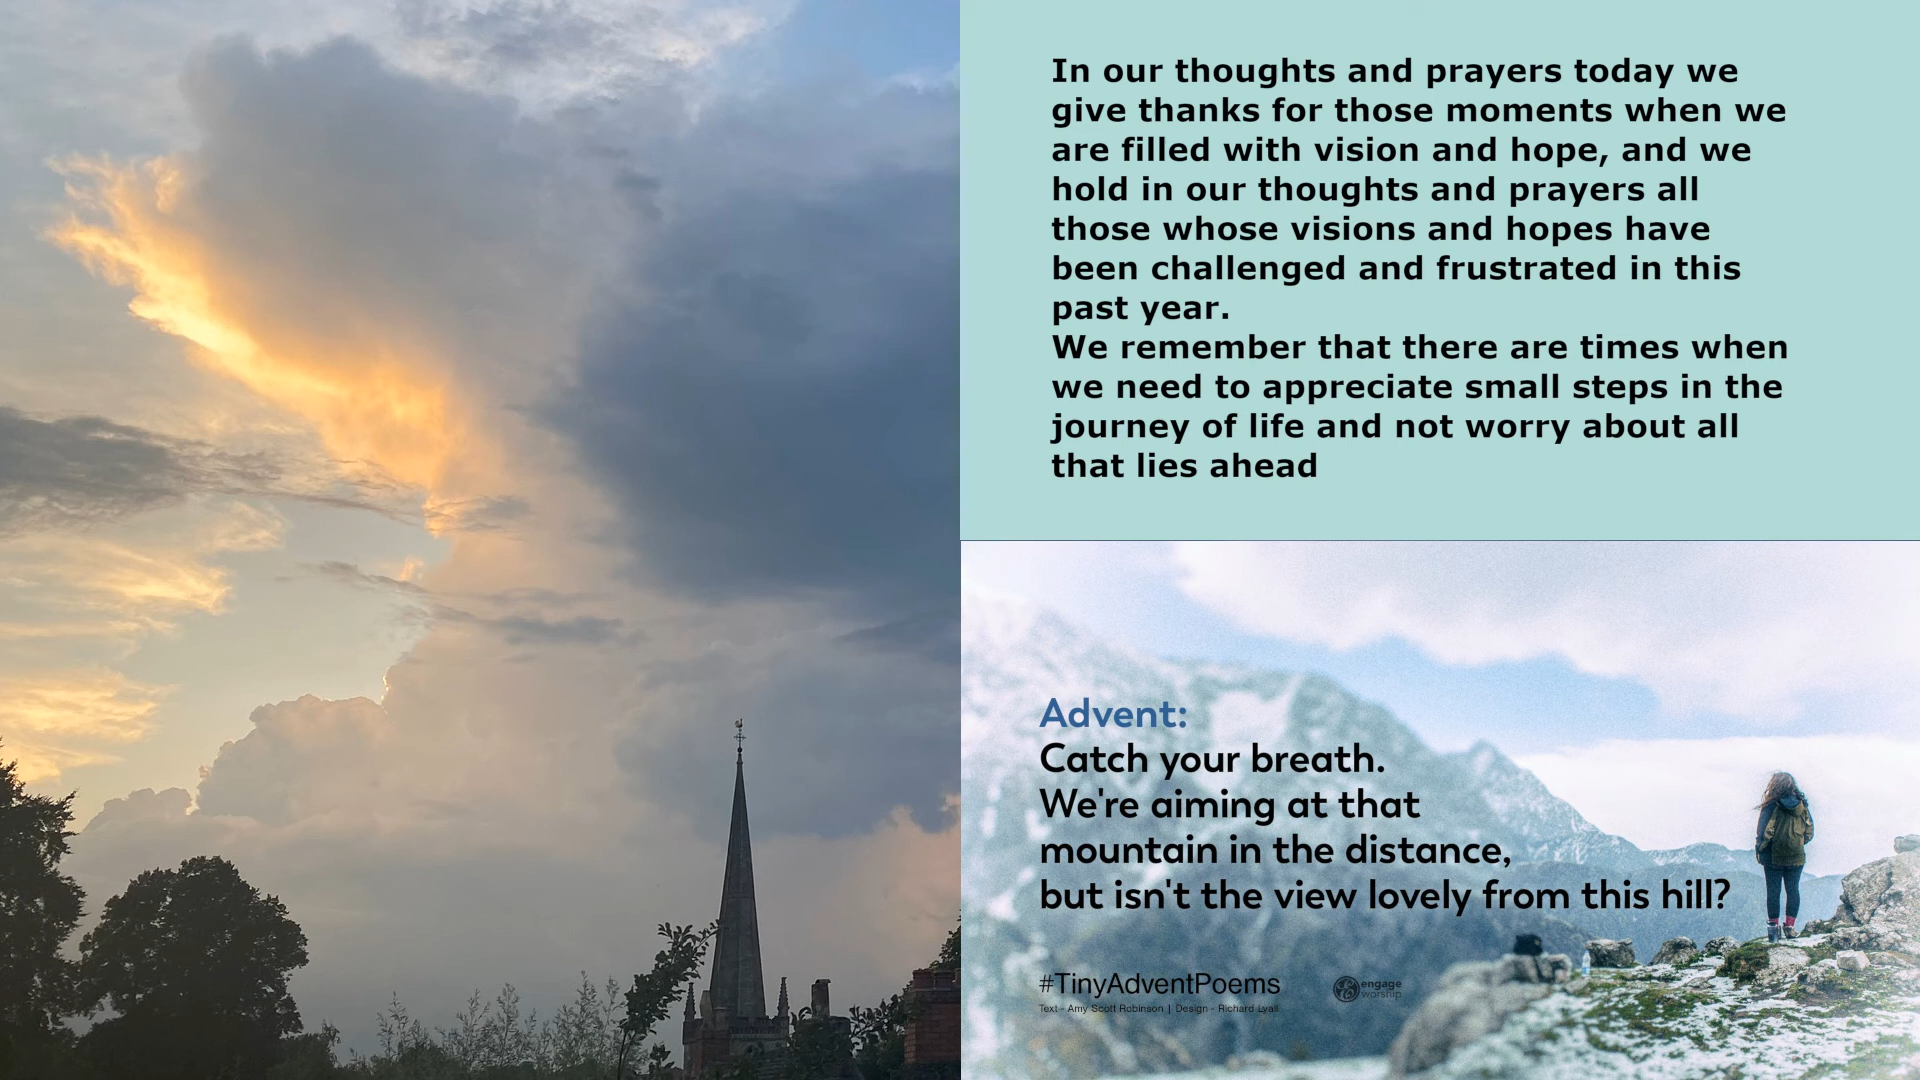 In our thoughts and prayers today we
give thanks for those moments when we
are filled with vision and hope, and we
hold in our thoughts and prayers all
those whose visions and hopes have
been challenged and frustrated in this
past year.
We remember that there are times when
we need to appreciate small steps in the
journey of life and not worry about all
that lies ahead
Advent:
Catch your breath.
We're aiming at that
mountain in the distance,
but isn't the view lovely from this hill?
#TinyAdventPoems
Text - Amy Scott Robinson | Design - Richard Lyall
engage
worship